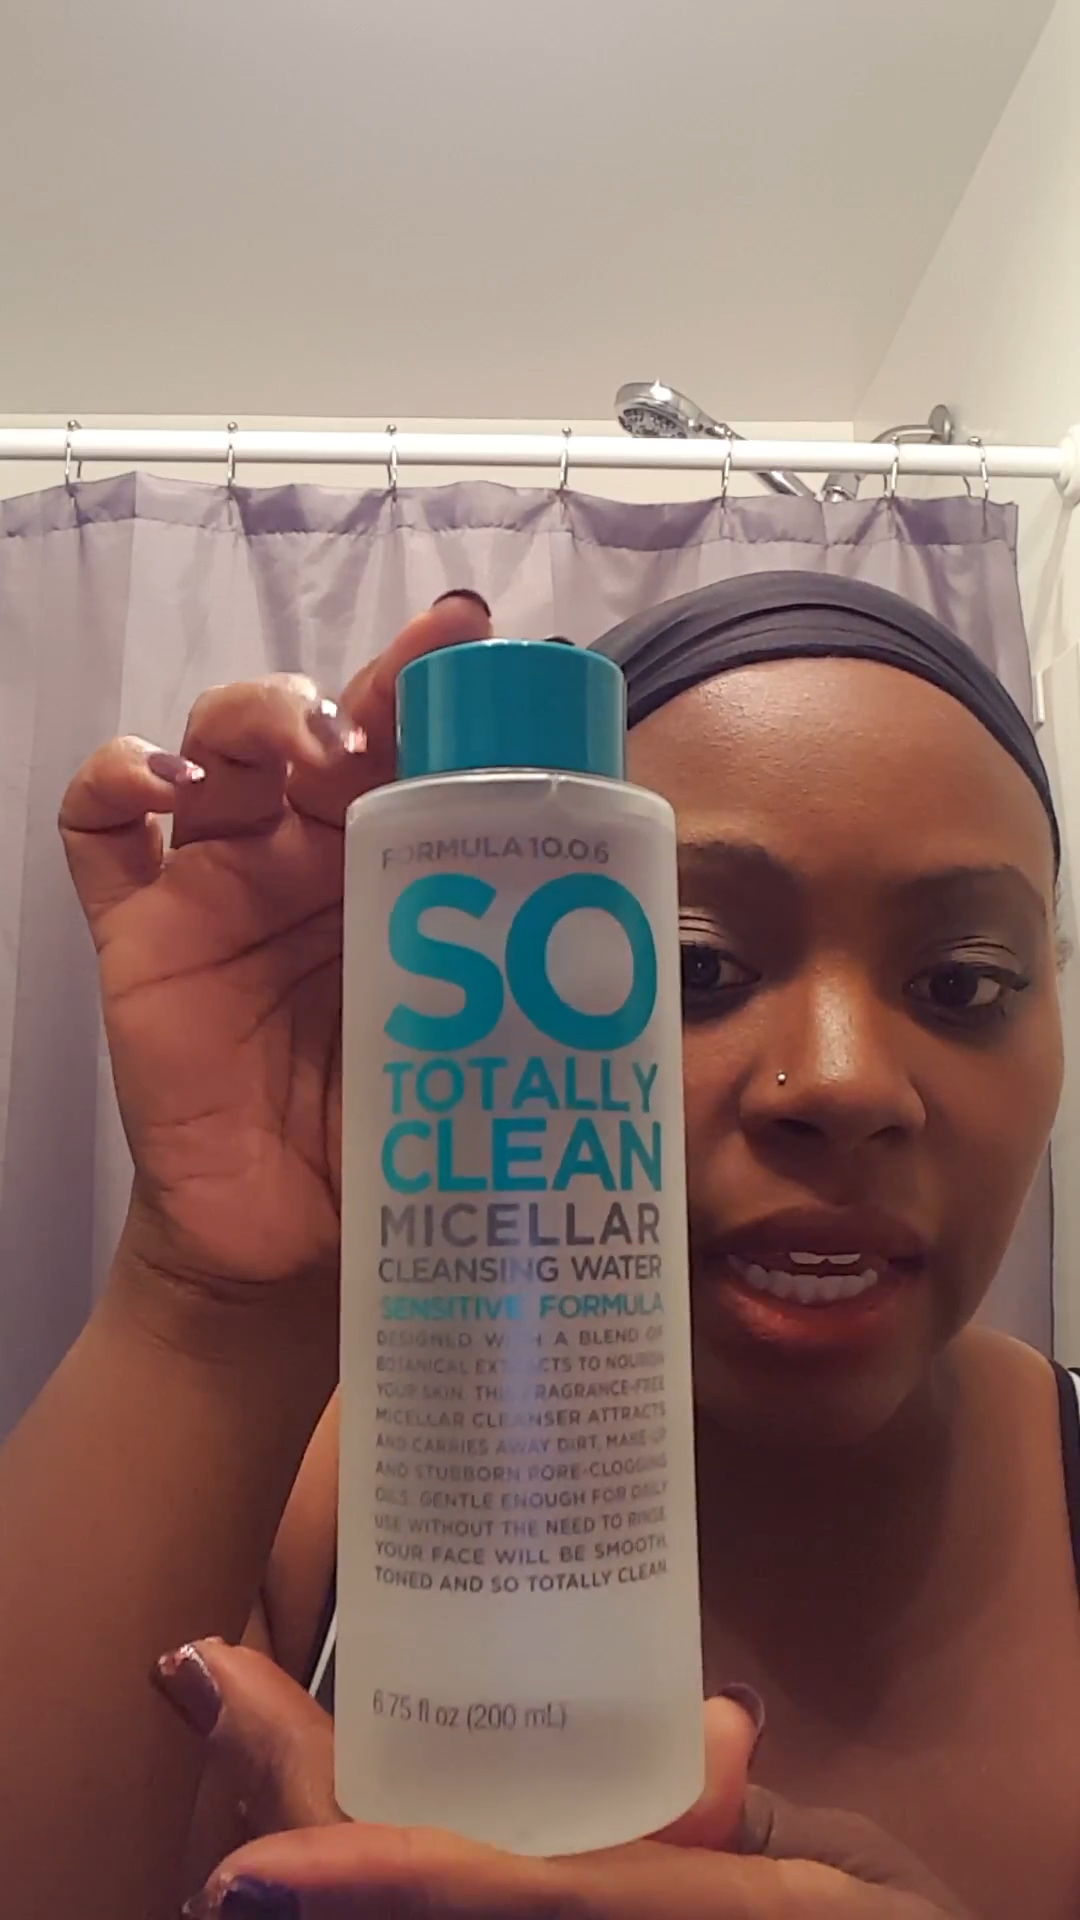 FORMULA 10.0.6
SO
TOTALLY
CLEAN
MICELLAR
CLEANSING WATER
SENSITIVE FORMULA
DESIGNED WITH A BLEND OF
BOTANICAL EXTRACTS TO NOURISH
YOUR SKIN, THIS FRAGRANCE-FREE
MICELLAR CLEANSER ATTRACTS
AND CARRIES AWAY DIRT, MAKE-UP
AND STUBBORN PORE-CLOGGING
OILS. GENTLE ENOUGH FOR DAILY
USE WITHOUT THE NEED TO RINSE.
YOUR FACE WILL BE SMOOTH,
TONED AND SO TOTALLY CLEAN.
6.75 fl oz (200 mL)